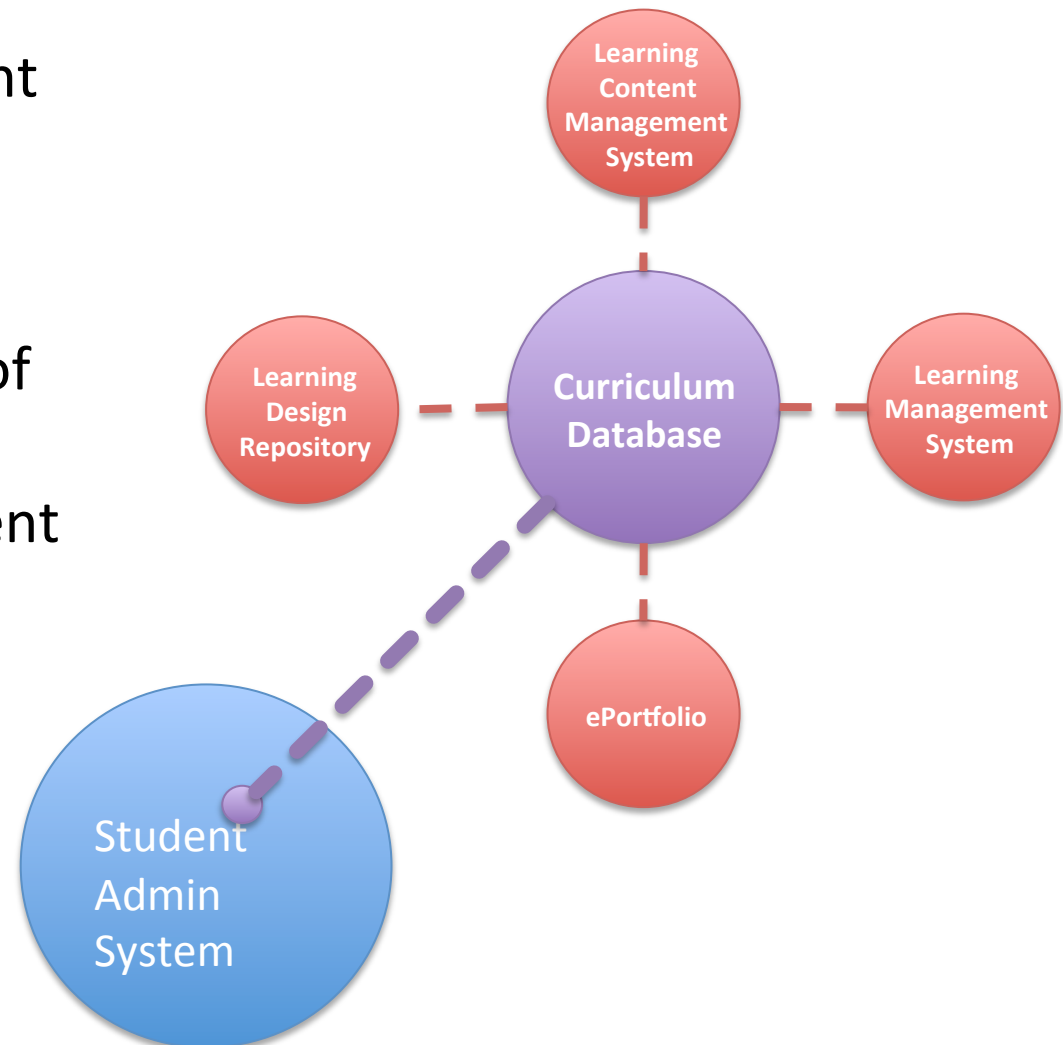 nt
of
ent
Learning
Content
Management
System
Learning
Design
Repository
Curriculum
Database
Learning
Management
System
ePortfolio
Student
Admin
System